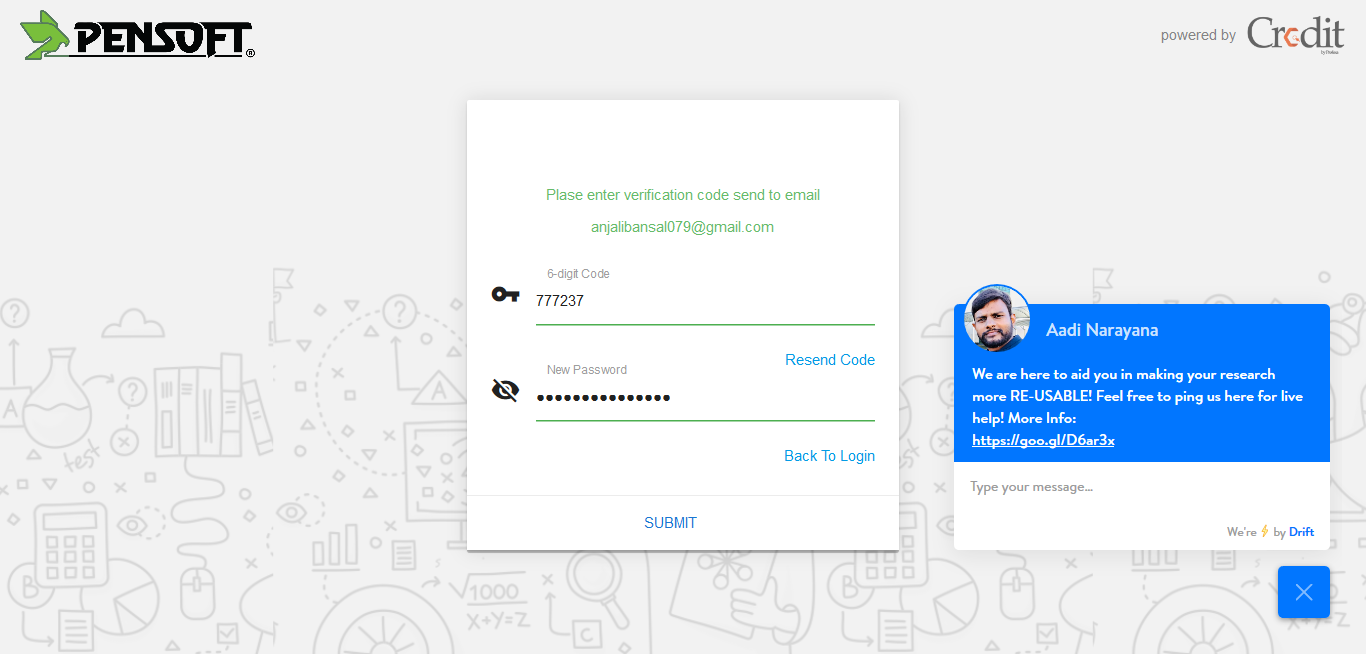 PENSOFT®
powered by Credit
Plase enter verification code send to email
anjalibansal079@gmail.com
6-digit Code
777237
Resend Code
New Password
Back To Login
SUBMIT
Aadi Narayana
We are here to aid you in making your research
more RE-USABLE! Feel free to ping us here for live
help! More Info:
https://goo.gl/D6ar3x
Type your message...
We're ⚡ by Drift
A
test
A
B
√1000
X+Y=Z
C
B